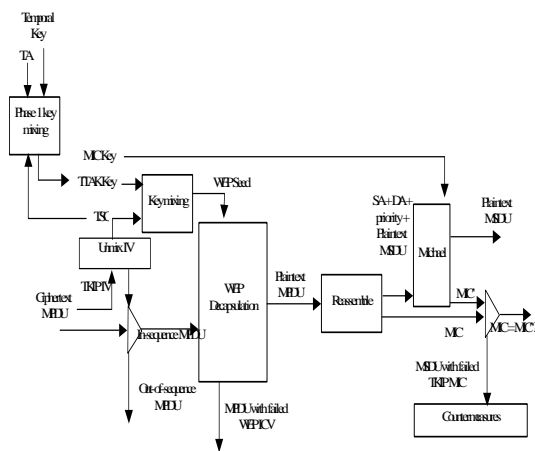 Temporal
Key
TA
Phase 1 key
mixing
MIC Key
TTAK Key
Key mixing
WEP Seed
TSC
Unmix IV
TKIP IV
Ciphertext
MPDU
In-sequence MPDU
Out-of-sequence
MPDU
WEP
Decapsulation
MPDU with failed
WEP ICV
Plaintext
MPDU
Reassemble
SA + DA +
priority +
Plaintext
MSDU
Michael
Plaintext
MSDU
MIC'
MIC
MIC = MIC'?
MSDU with failed
TKIP MIC
Countermeasures